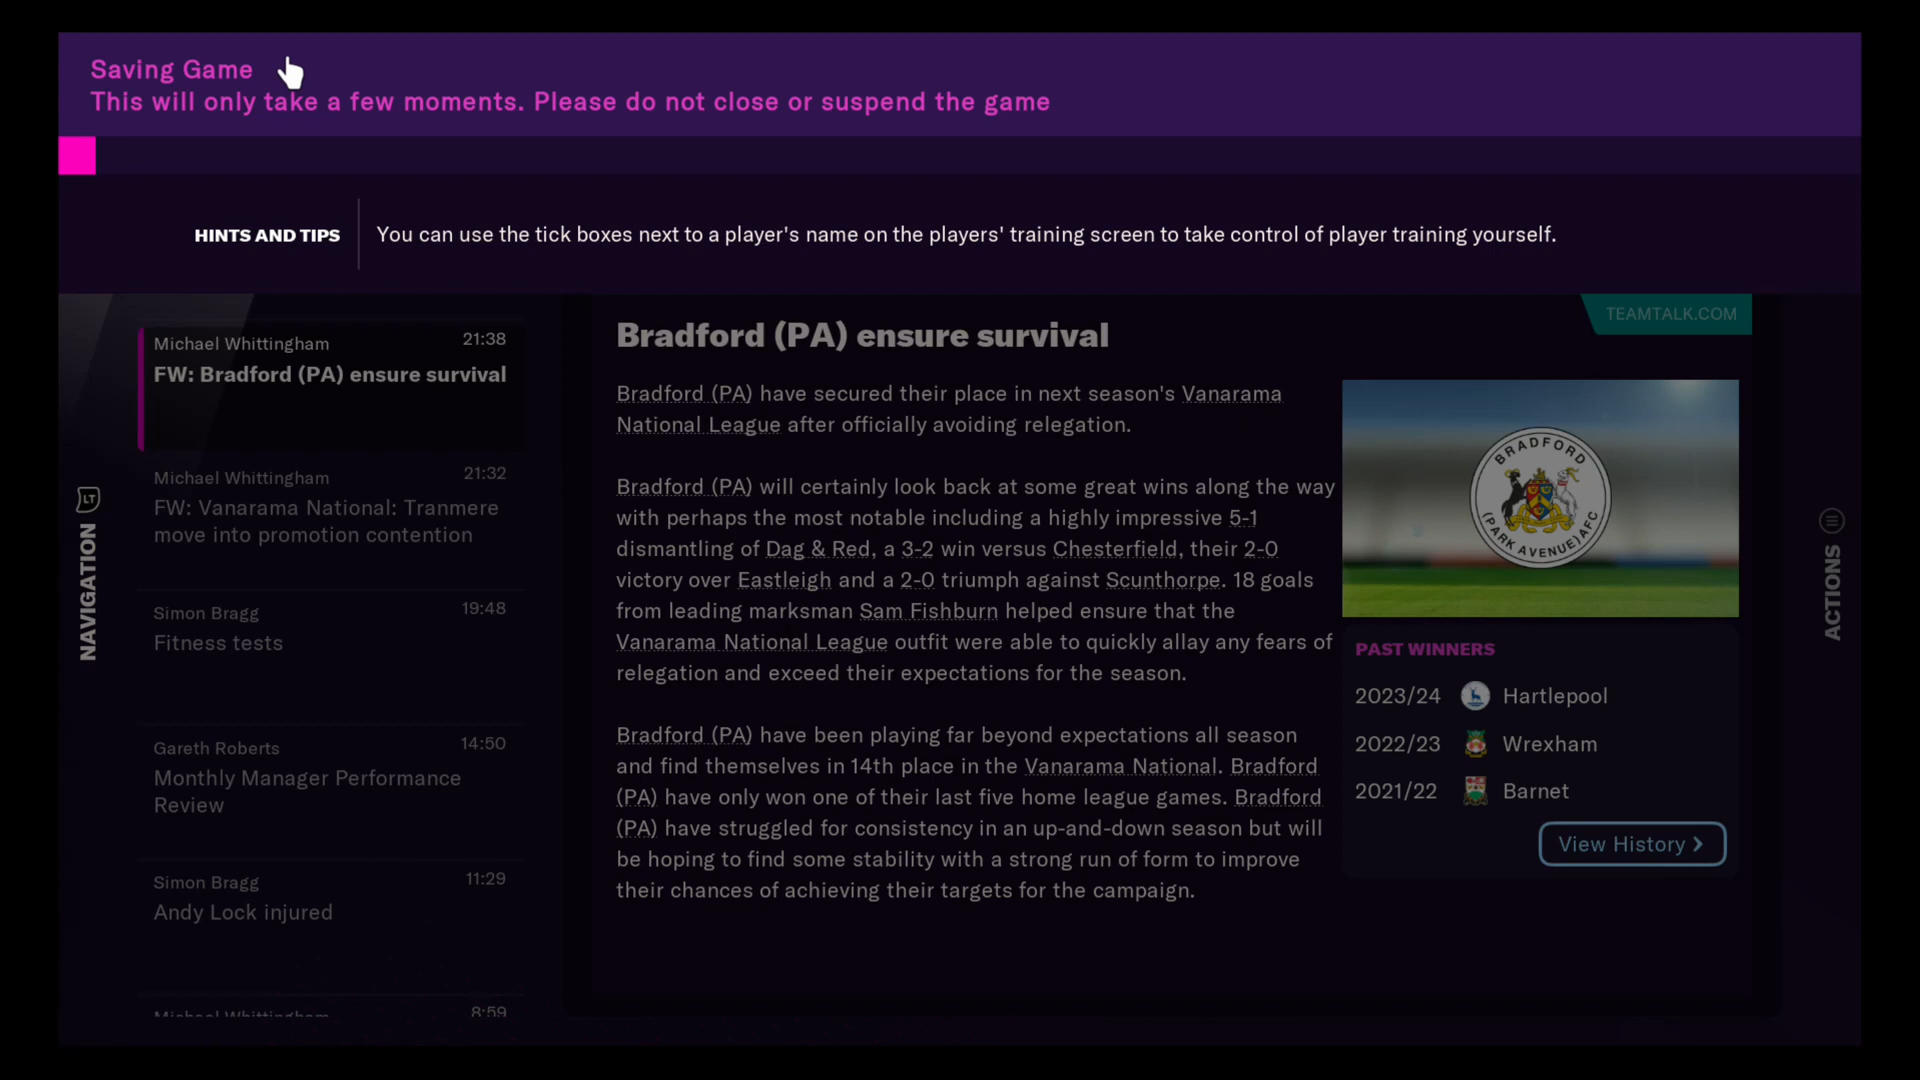 Saving Game
This will only take a few moments. Please do not close or suspend the game
HINTS AND TIPS
You can use the tick boxes next to a player's name on the players' training screen to take control of player training yourself.
LT
NAVIGATION
Michael Whittingham
21:38
FW: Bradford (PA) ensure survival
Michael Whittingham
21:32
FW: Vanarama National: Tranmere
move into promotion contention
Simon Bragg
19:48
Fitness tests
Gareth Roberts
14:50
Monthly Manager Performance
Review
Simon Bragg
11:29
Andy Lock injured
Michael Whittingham
8:59
TEAMTALK.COM
Bradford (PA) ensure survival
Bradford (PA) have secured their place in next season's Vanarama
National League after officially avoiding relegation.
Bradford (PA) will certainly look back at some great wins along the way
with perhaps the most notable including a highly impressive 5-1
dismantling of Dag & Red, a 3-2 win versus Chesterfield, their 2-0
victory over Eastleigh and a 2-0 triumph against Scunthorpe. 18 goals
from leading marksman Sam Fishburn helped ensure that the
Vanarama National League outfit were able to quickly allay any fears of
relegation and exceed their expectations for the season.
Bradford (PA) have been playing far beyond expectations all season
and find themselves in 14th place in the Vanarama National. Bradford
(PA) have only won one of their last five home league games. Bradford
(PA) have struggled for consistency in an up-and-down season but will
be hoping to find some stability with a strong run of form to improve
their chances of achieving their targets for the campaign.
BRADFORD
(PARK AVENUE) AFC
PAST WINNERS
2023/24 Hartlepool
2022/23 Wrexham
2021/22 Barnet
View History
ACTIONS